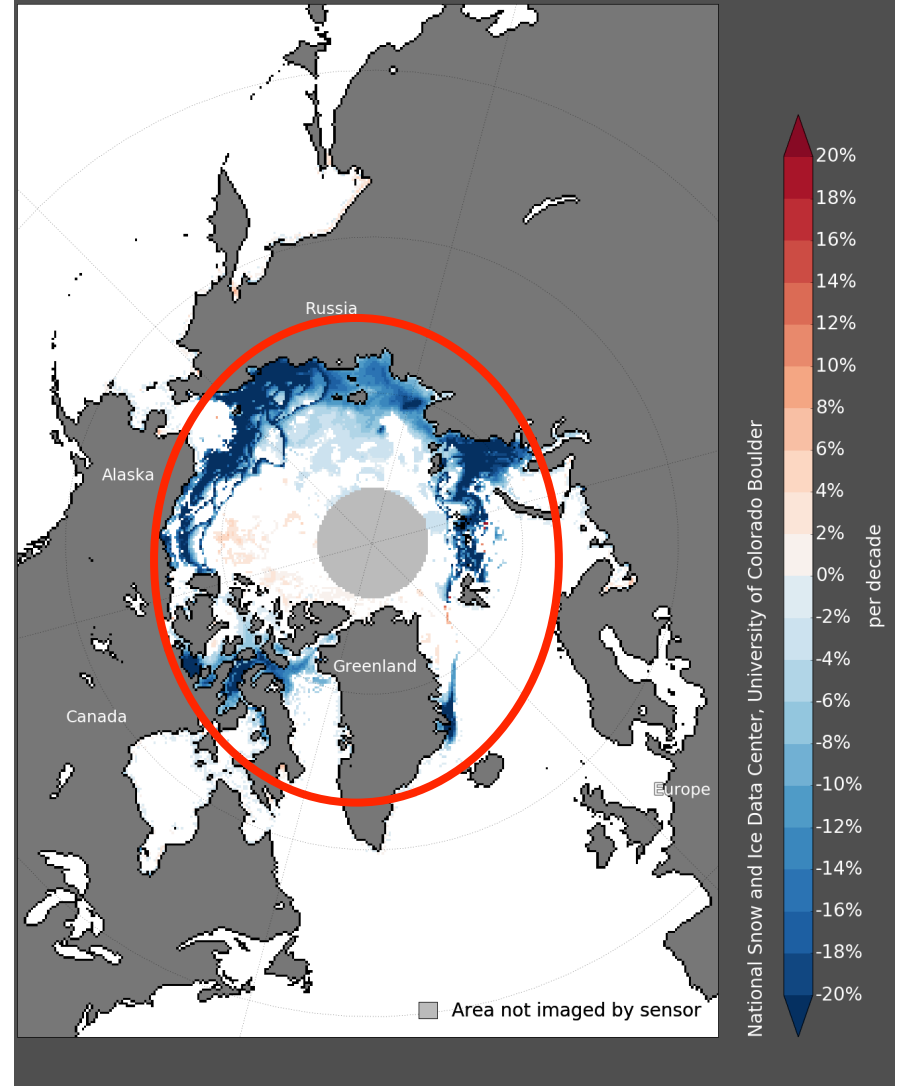 Russia
Alaska
Greenland
Canada
Europe
Area not imaged by sensor
20%
18%
16%
14%
12%
10%
8%
6%
4%
2%
0%
-2%
-4%
-6%
-8%
-10%
-12%
-14%
-16%
-18%
-20%
per decade
National Snow and Ice Data Center, University of Colorado Boulder